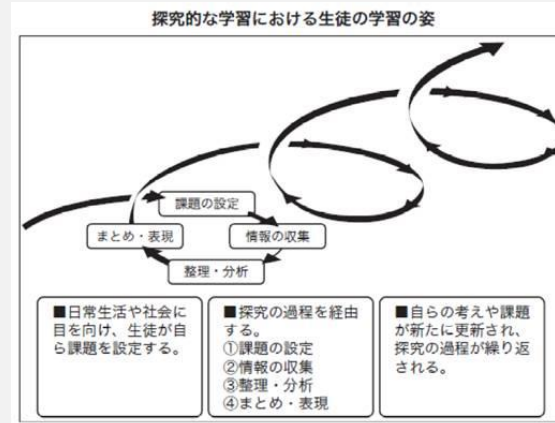 探究的な学習における生徒の学習の姿
課題の設定
まとめ・表現
情報の収集
整理・分析
■日常生活や社会に
目を向け、生徒が自
ら課題を設定する。
■探究の過程を経由
する。
①課題の設定
②情報の収集
③整理・分析
④まとめ・表現
■自らの考えや課題
が新たに更新され、
探究の過程が繰り返
される。